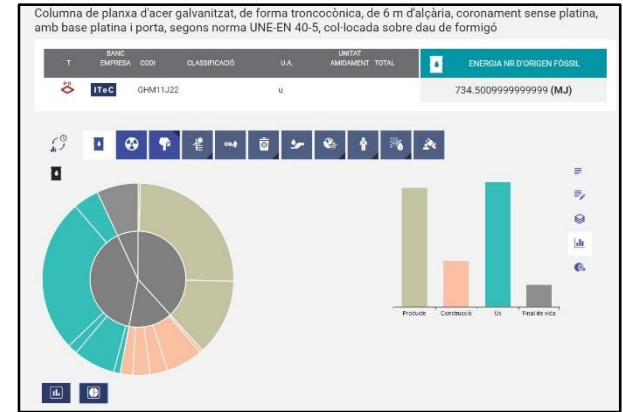 Columna de planxa d'acer galvanitzat, de forma troncocònica, de 6 m d'alçària, coronament sense platina,
amb base platina i porta, segons norma UNE-EN 40-5, col·locada sobre dau de formigó
T BANC EMPRESA CODI CLASSIFICACIÓ U.A. UNITAT AMIDAMENT TOTAL ENERGIA NR D'ORIGEN FÒSSIL
ITeC GHM11J22 u 734.5009999999999 (MJ)
Producte Construcció Ús Final de vida